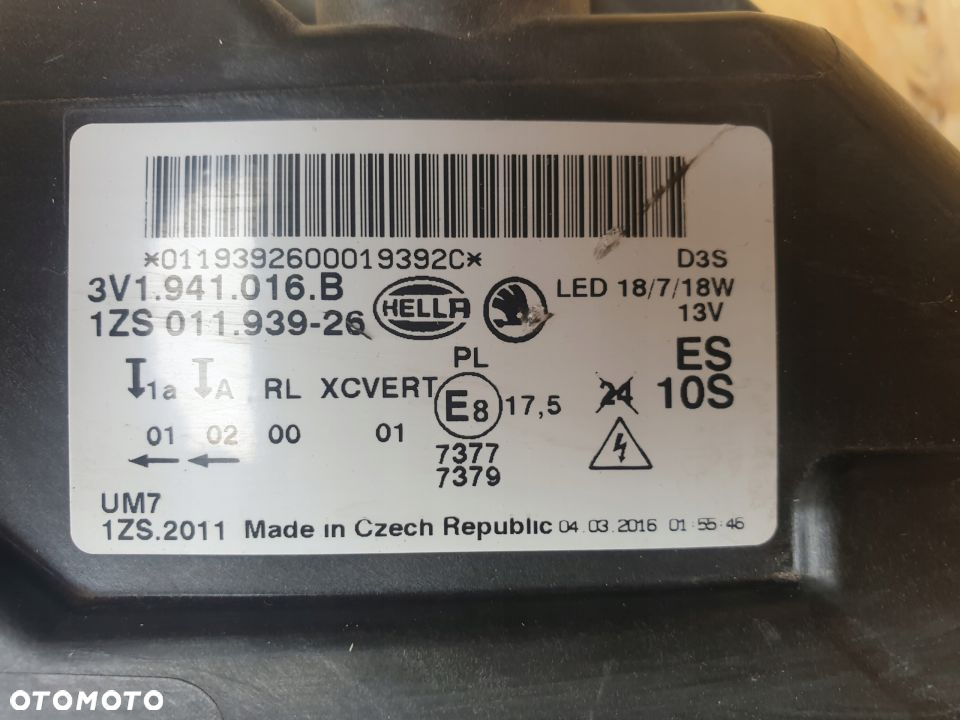 *0119392600019392C*
D3S
3V1.941.016.B
HELLA
LED 18/7/18W
1ZS 011.939-26
13V
PL
ES
1a A RL XCVERT
E8
17,5
24
10S
01 02 00 01
7377
7379
UM7
1ZS.2011 Made in Czech Republic 04.03.2016 01:55:46
OTOMOTO